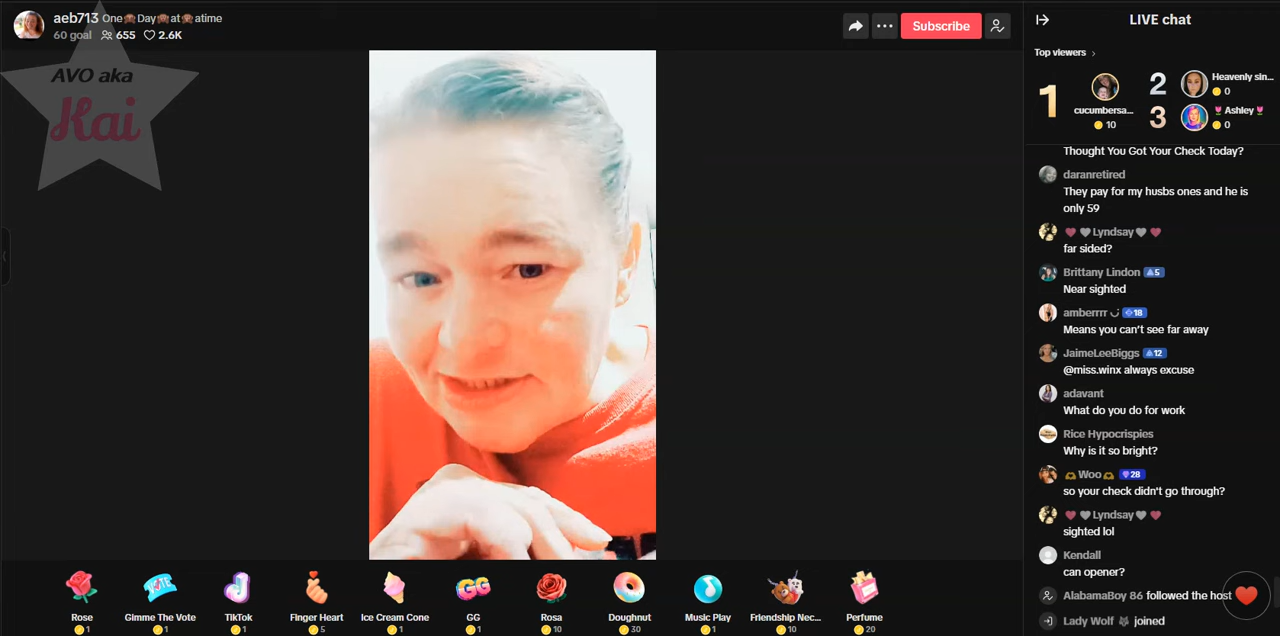 aeb713 One🙈Day🙈at🙈atime
60 goal 655 2.6K
Subscribe
AVO aka
Kai
LIVE chat
Top viewers >
1 cucumbersa... 10
2 Heavenly sin... 0
3 🌷Ashley🌷 0
Thought You Got Your Check Today?
daranretired
They pay for my husbs ones and he is
only 59
❤️🤍Lyndsay🤍❤️
far sided?
Brittany Lindon 5
Near sighted
amberrrr 18
Means you can't see far away
JaimeLeeBiggs 12
@miss.winx always excuse
adavant
What do you do for work
Rice Hypocrispies
Why is it so bright?
🫶Woo🫶 28
so your check didn't go through?
❤️🤍Lyndsay🤍❤️
sighted lol
Kendall
can opener?
AlabamaBoy 86 followed the host
Lady Wolf 🐺 joined
VOTE
GG
Rose
1
Gimme The Vote
1
TikTok
1
Finger Heart
5
Ice Cream Cone
1
GG
1
Rosa
10
Doughnut
30
Music Play
1
Friendship Nec...
10
Perfume
20